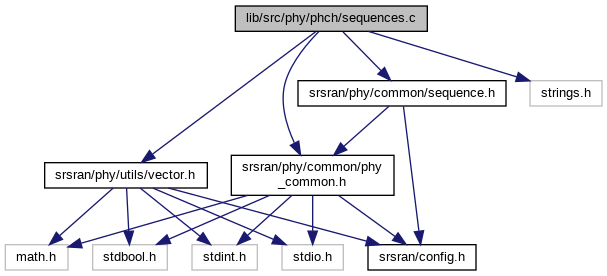 lib/src/phy/phch/sequences.c
srsran/phy/common/sequence.h
strings.h
srsran/phy/utils/vector.h
srsran/phy/common/phy
_common.h
math.h
stdbool.h
stdint.h
stdio.h
srsran/config.h